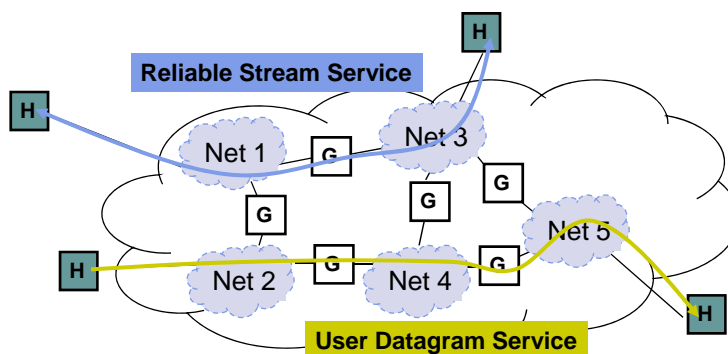 H
Reliable Stream Service
H
Net 1
G
Net 3
G
G
G
Net 5
H
Net 2
G
Net 4
G
H
User Datagram Service